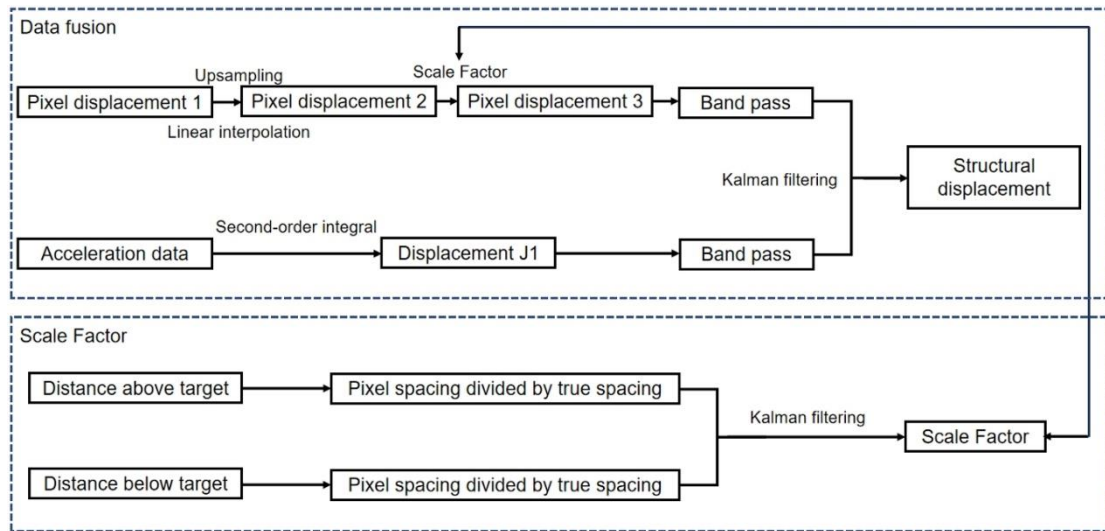 Data fusion
Upsampling
Scale Factor
Pixel displacement 1
Pixel displacement 2
Pixel displacement 3
Band pass
Linear interpolation
Kalman filtering
Structural
displacement
Second-order integral
Acceleration data
Displacement J1
Band pass
Scale Factor
Distance above target
Pixel spacing divided by true spacing
Kalman filtering
Scale Factor
Distance below target
Pixel spacing divided by true spacing